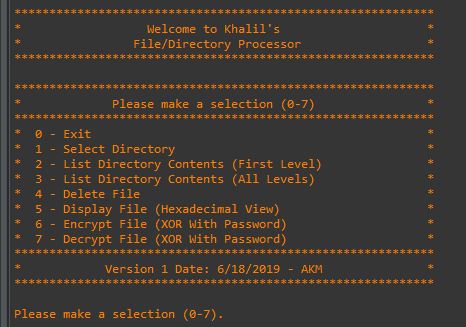 ************************************************************
* Welcome to Khalil's *
* File/Directory Processor *
************************************************************
************************************************************
* Please make a selection (0-7) *
************************************************************
* 0 - Exit *
* 1 - Select Directory *
* 2 - List Directory Contents (First Level) *
* 3 - List Directory Contents (All Levels) *
* 4 - Delete File *
* 5 - Display File (Hexadecimal View) *
* 6 - Encrypt File (XOR With Password) *
* 7 - Decrypt File (XOR With Password) *
************************************************************
* Version 1 Date: 6/18/2019 - AKM *
************************************************************
Please make a selection (0-7).